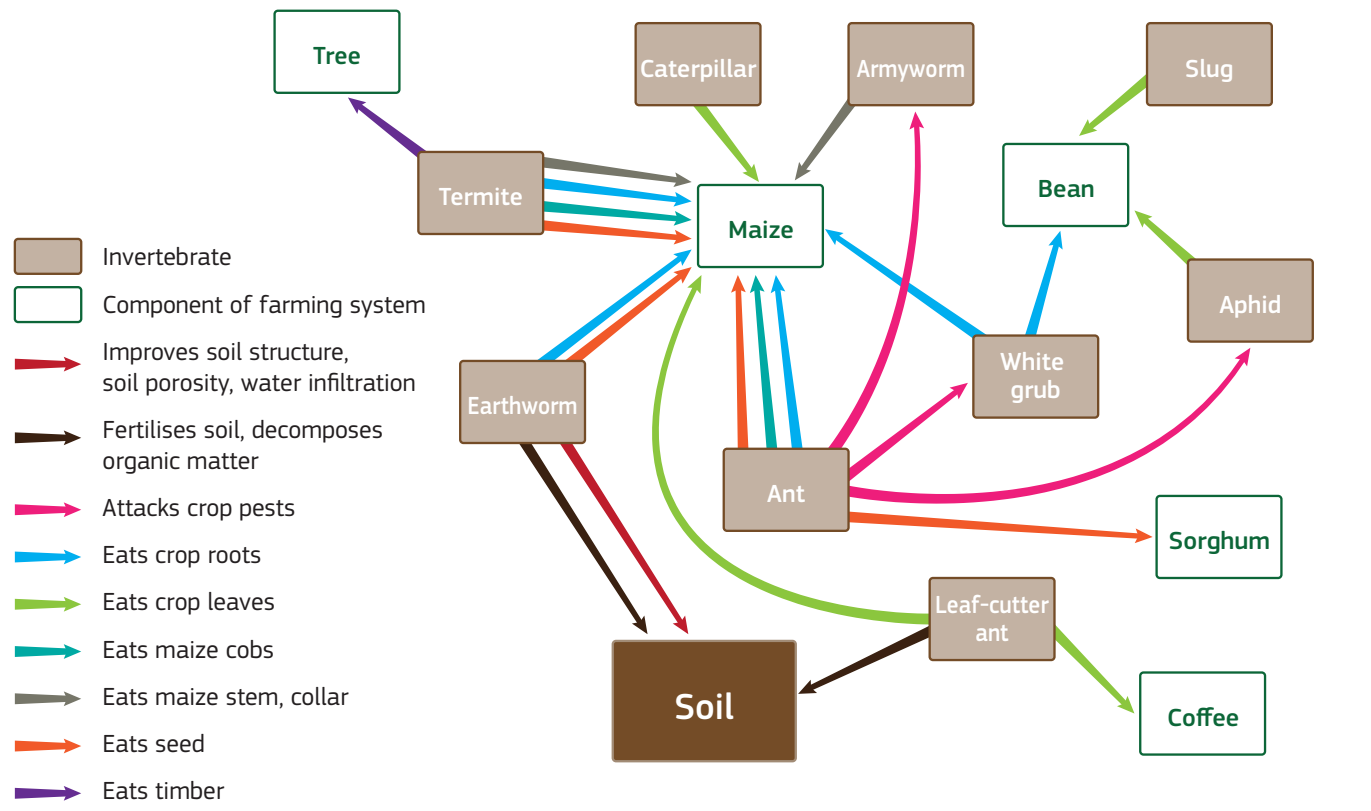 Tree
Caterpillar
Armyworm
Slug
Termite
Maize
Bean
Aphid
White
grub
Earthworm
Ant
Sorghum
Leaf-cutter
ant
Soil
Coffee
Invertebrate
Component of farming system
Improves soil structure,
soil porosity, water infiltration
Fertilises soil, decomposes
organic matter
Attacks crop pests
Eats crop roots
Eats crop leaves
Eats maize cobs
Eats maize stem, collar
Eats seed
Eats timber